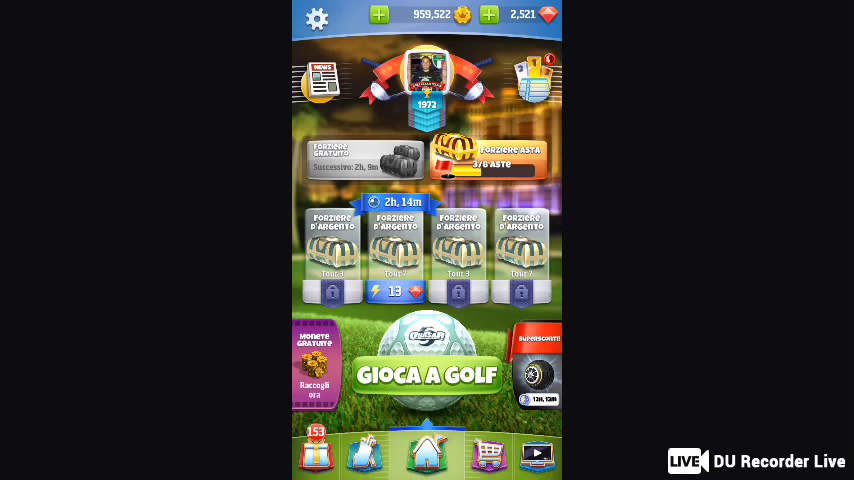 959,522
2,521
NEWS
1972
FORZIERE
GRATUITO
Successivo: 2h, 9m
FORZIERE ASTA
3/8 ASTE
2h, 14m
FORZIERE
D'ARGENTO
Tour 3
FORZIERE
D'ARGENTO
Tour 7
FORZIERE
D'ARGENTO
Tour 3
FORZIERE
D'ARGENTO
Tour 7
13
MONETE
GRATUITE
Raccogli
ora
GIOCA A GOLF
SUPERSCONTI!
12H, 12M
153
LIVE DU Recorder Live